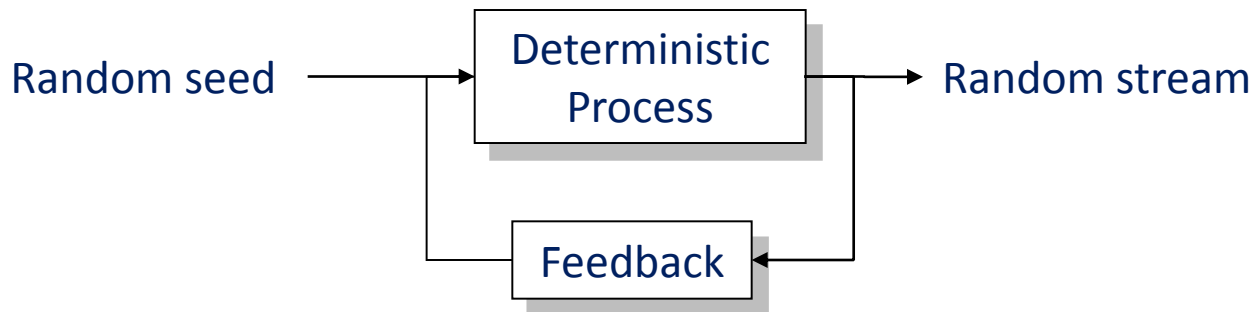 Random seed
Deterministic
Process
Random stream
Feedback